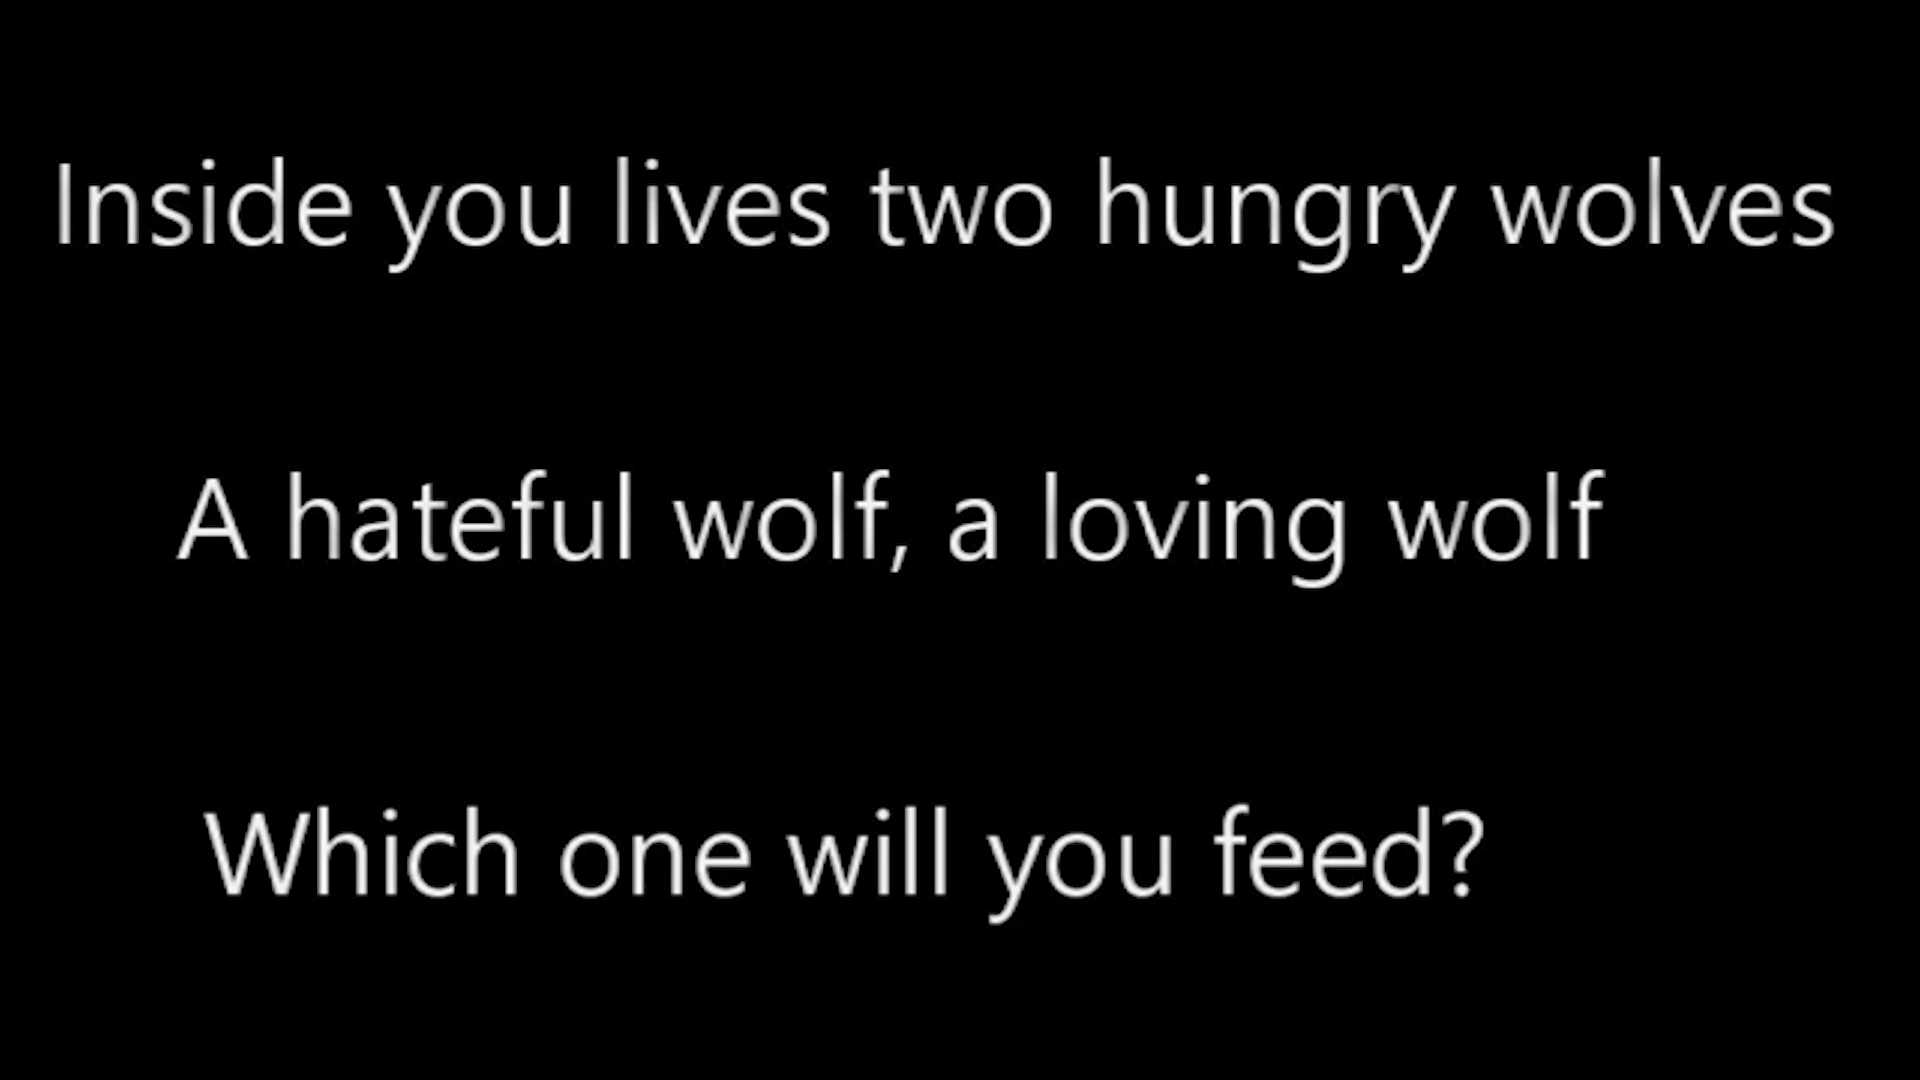 Inside you lives two hungry wolves
A hateful wolf, a loving wolf
Which one will you feed?